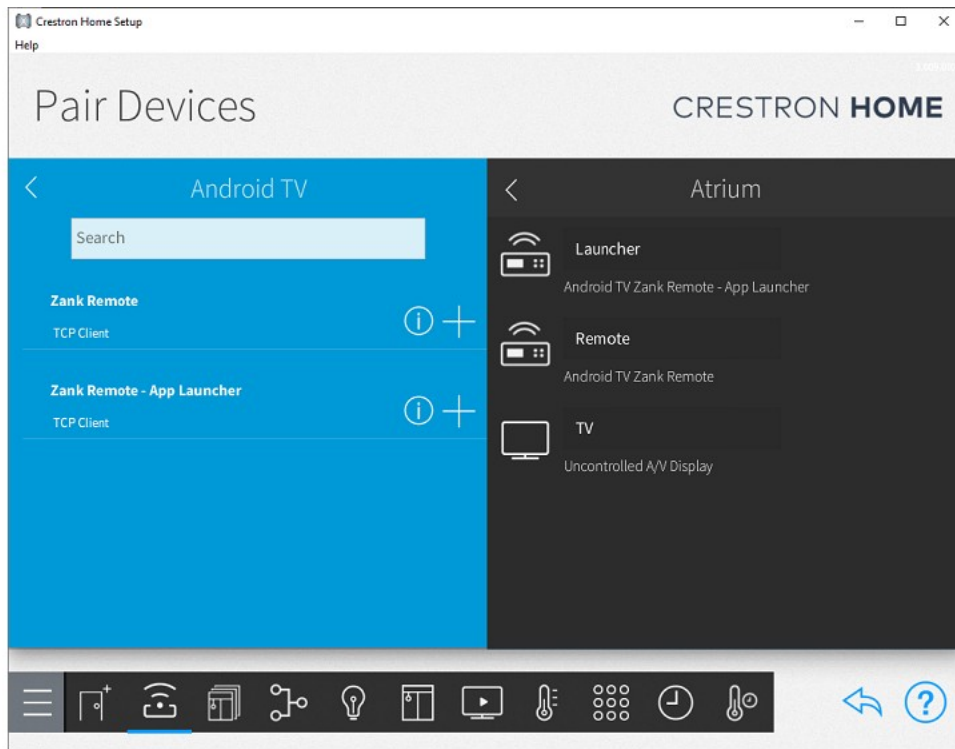 Crestron Home Setup
Help
Pair Devices
CRESTRON HOME
Android TV
Search
Zank Remote
TCP Client
Zank Remote - App Launcher
TCP Client
Atrium
Launcher
Android TV Zank Remote - App Launcher
Remote
Android TV Zank Remote
TV
Uncontrolled A/V Display